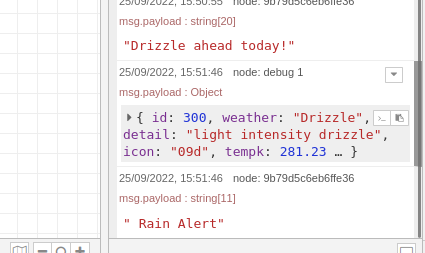 25/09/2022, 15:50:55 node: 9b79d5c6eb6ffe36
msg.payload : string[20]
"Drizzle ahead today!"
25/09/2022, 15:51:46 node: debug 1
msg.payload : Object
{ id: 300, weather: "Drizzle",
detail: "light intensity drizzle",
icon: "09d", tempk: 281.23 … }
25/09/2022, 15:51:46 node: 9b79d5c6eb6ffe36
msg.payload : string[11]
" Rain Alert"